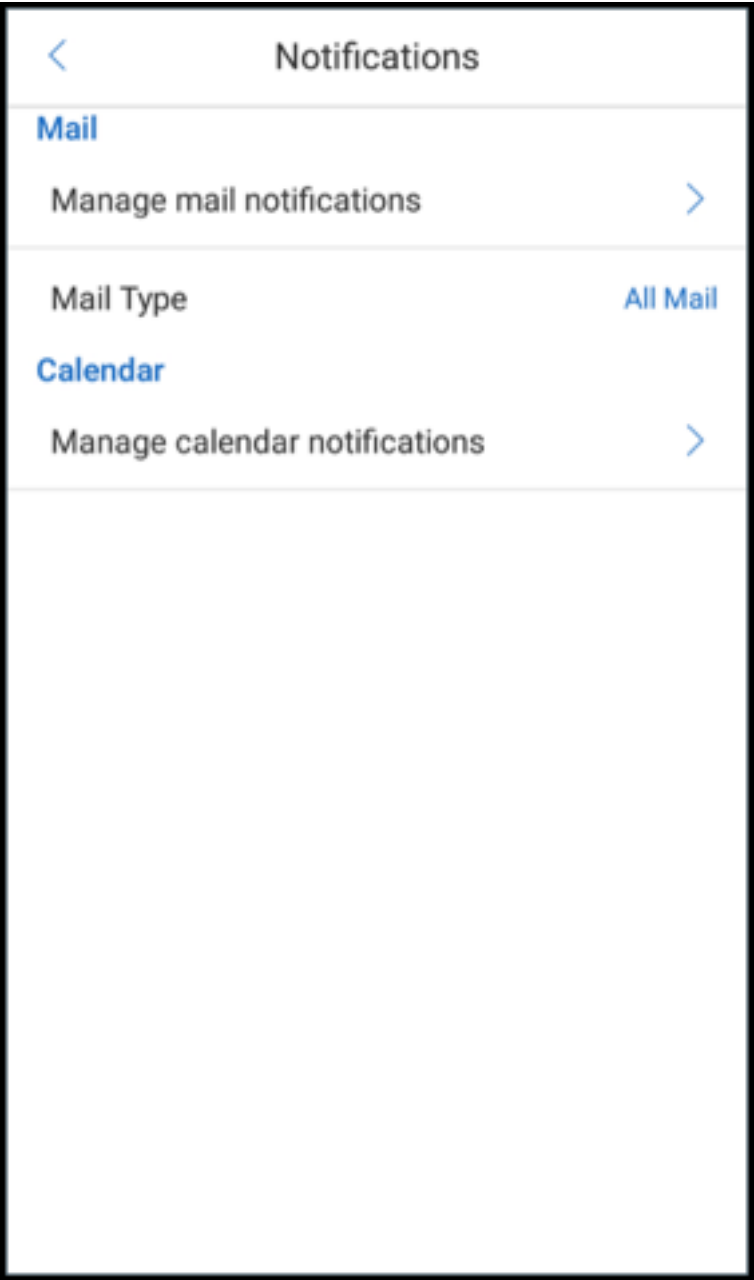 Notifications
Mail
Manage mail notifications
Mail Type All Mail
Calendar
Manage calendar notifications